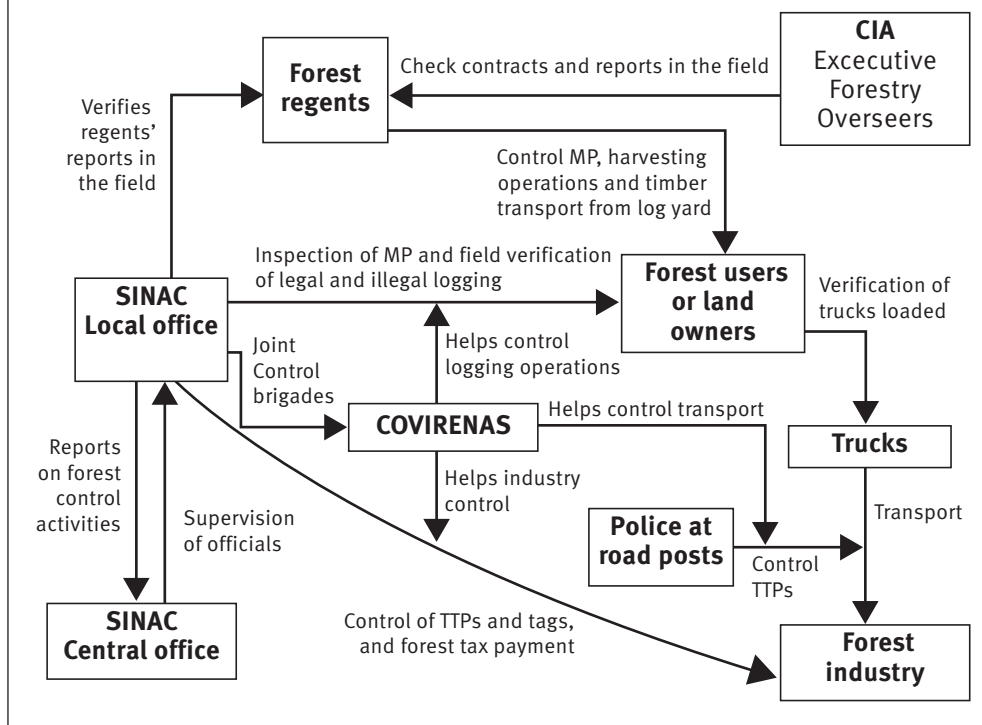 CIA
Excecutive
Forestry
Overseers
Check contracts and reports in the field
Forest
regents
Verifies
regents’
reports in
the field
Control MP, harvesting
operations and timber
transport from log yard
Inspection of MP and field verification
of legal and illegal logging
SINAC
Local office
Forest users
or land
owners
Verification of
trucks loaded
Joint
Control
brigades
Helps control
logging operations
COVIRENAS
Helps control transport
Trucks
Reports
on forest
control
activities
Supervision
of officials
Helps industry
control
Police at
road posts
Control
TTPs
Transport
SINAC
Central office
Control of TTPs and tags,
and forest tax payment
Forest
industry